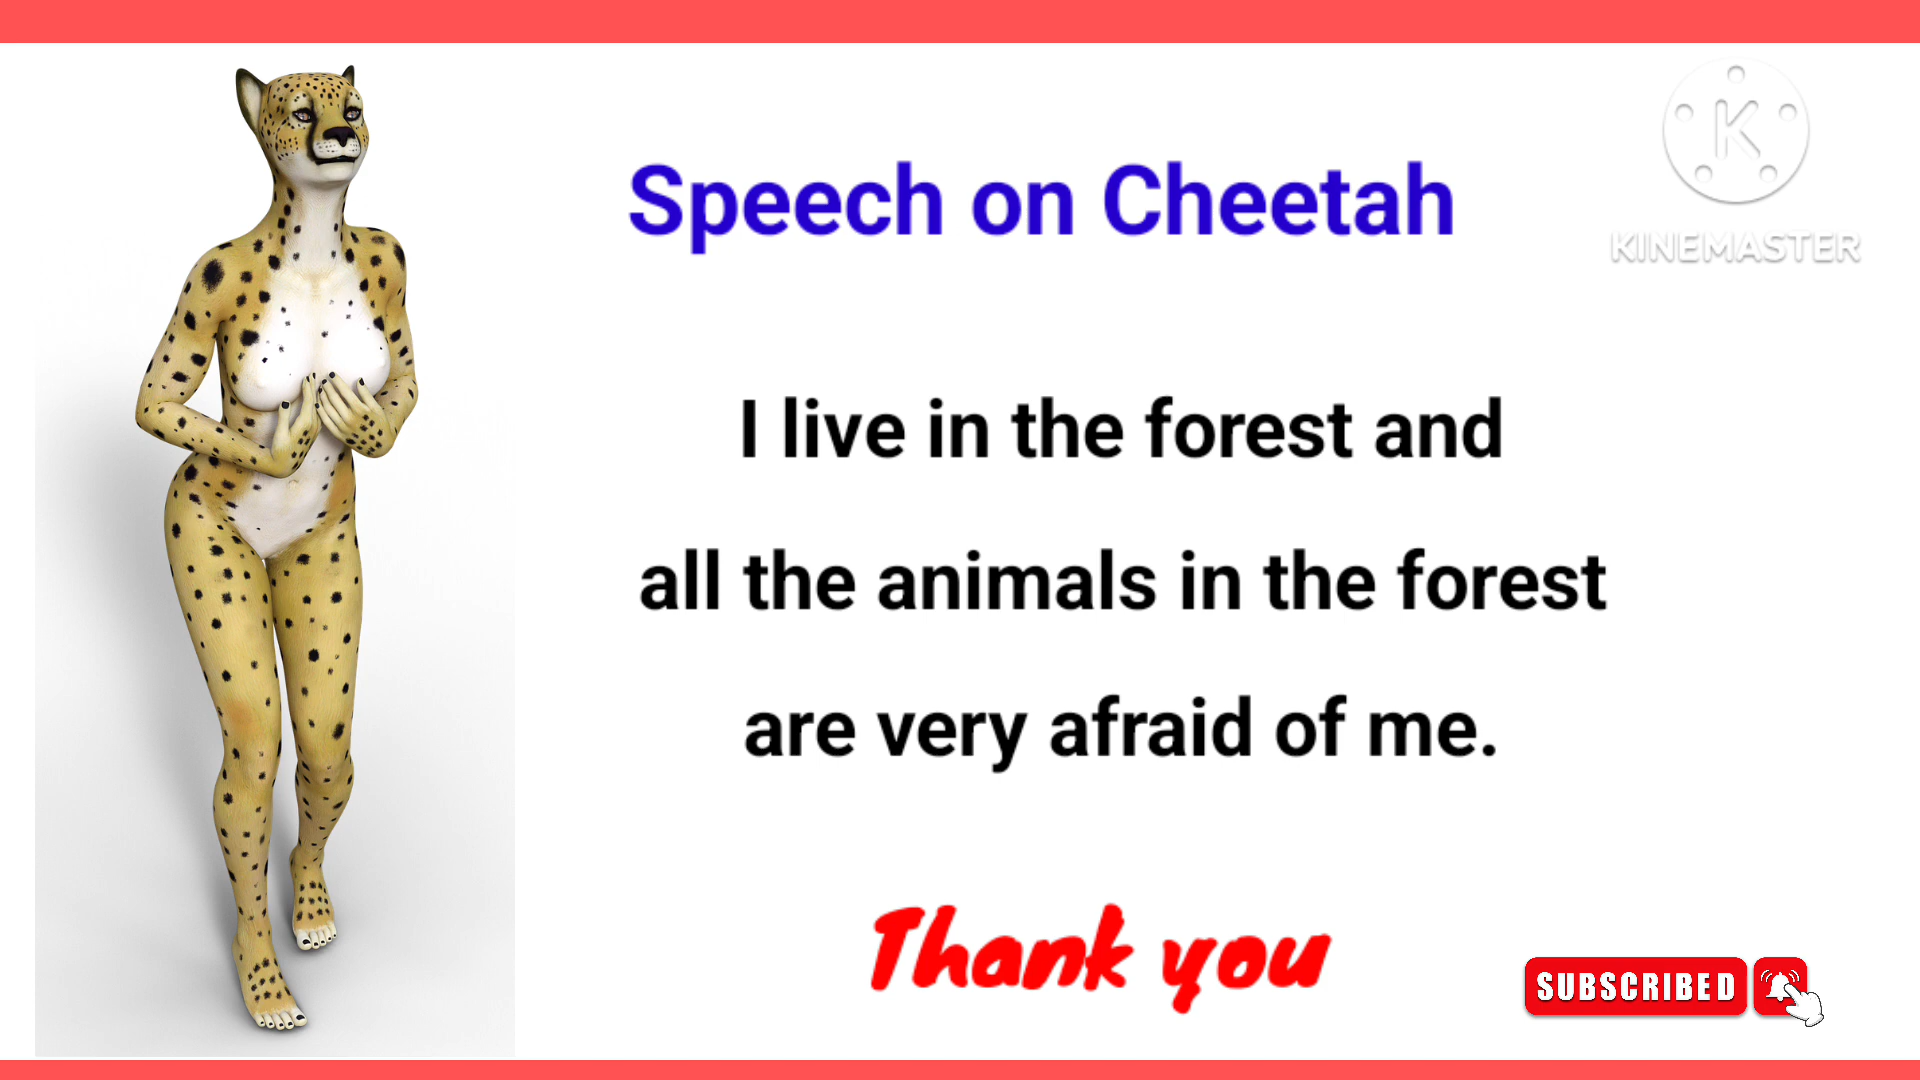 Speech on Cheetah
K
KINEMASTER
I live in the forest and
all the animals in the forest
are very afraid of me.
Thank you
SUBSCRIBED